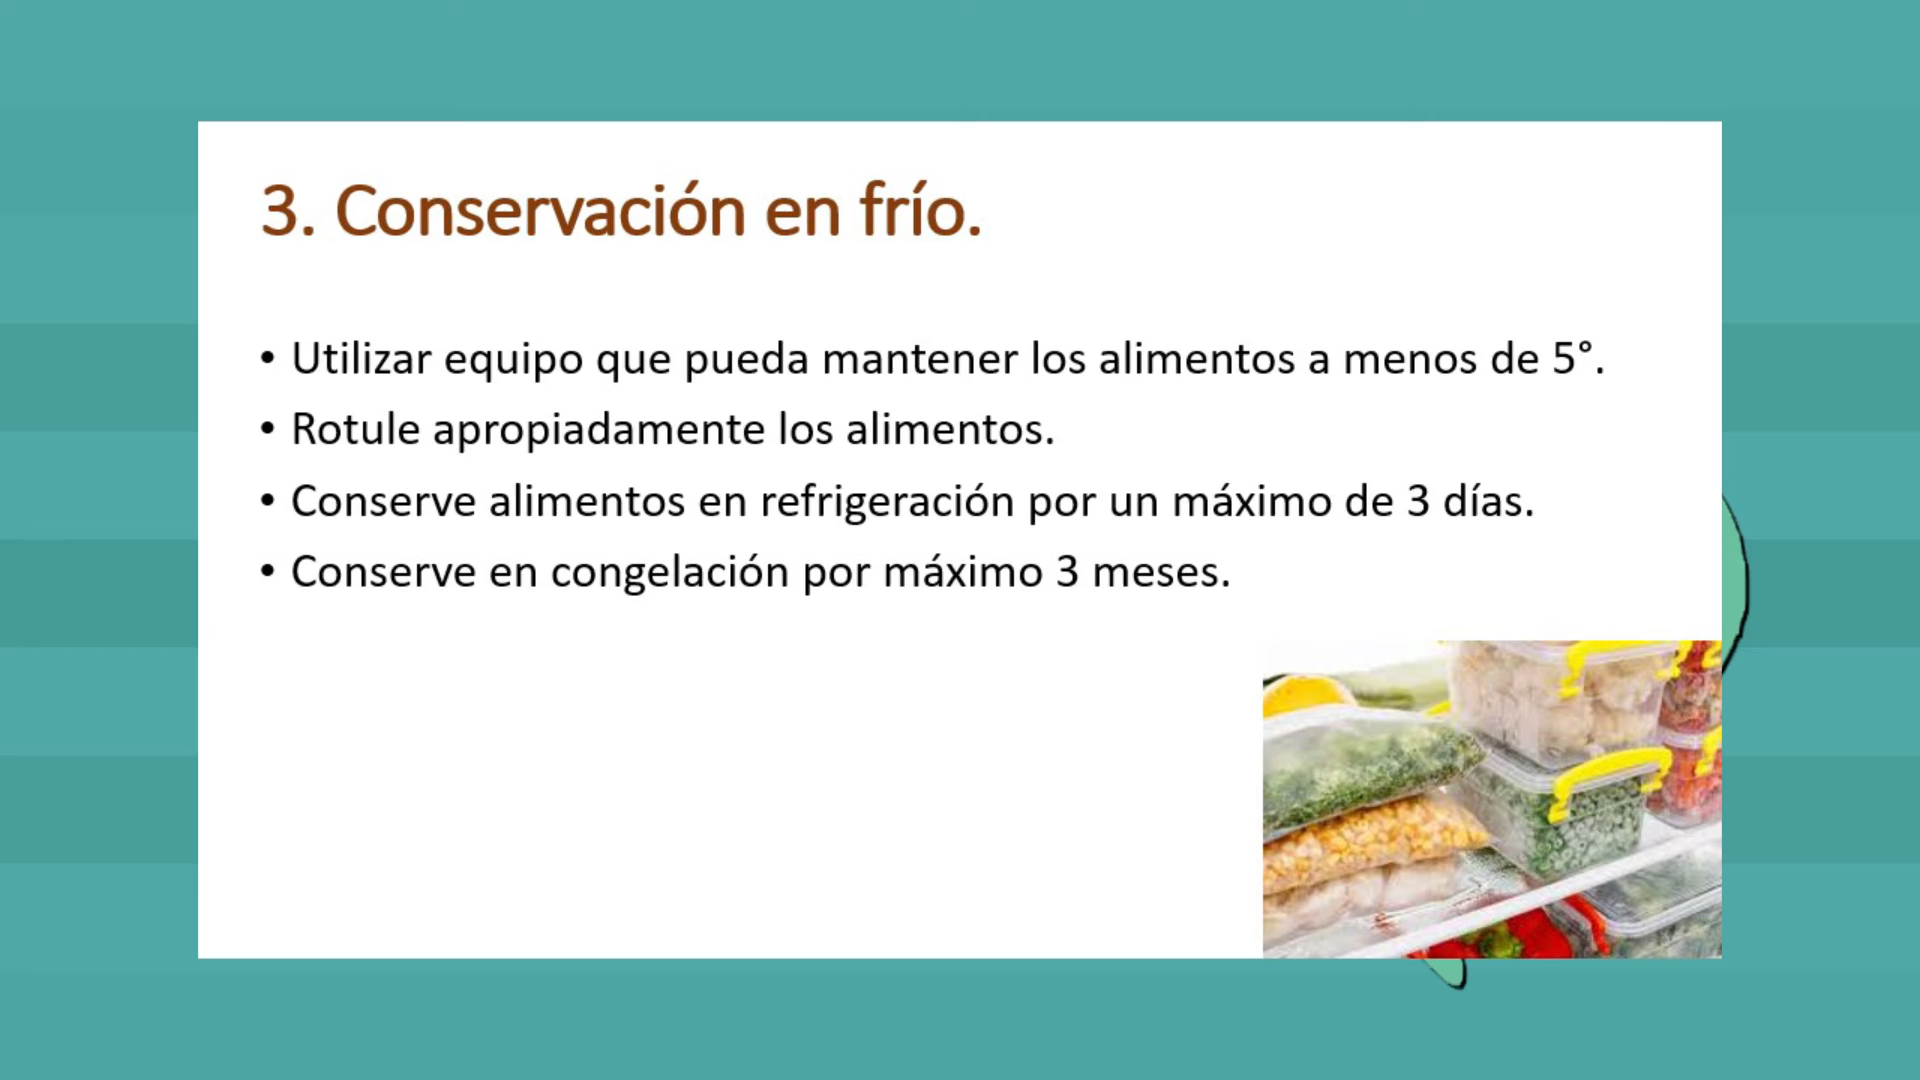 3. Conservación en frío.
• Utilizar equipo que pueda mantener los alimentos a menos de 5°.
• Rotule apropiadamente los alimentos.
• Conserve alimentos en refrigeración por un máximo de 3 días.
• Conserve en congelación por máximo 3 meses.